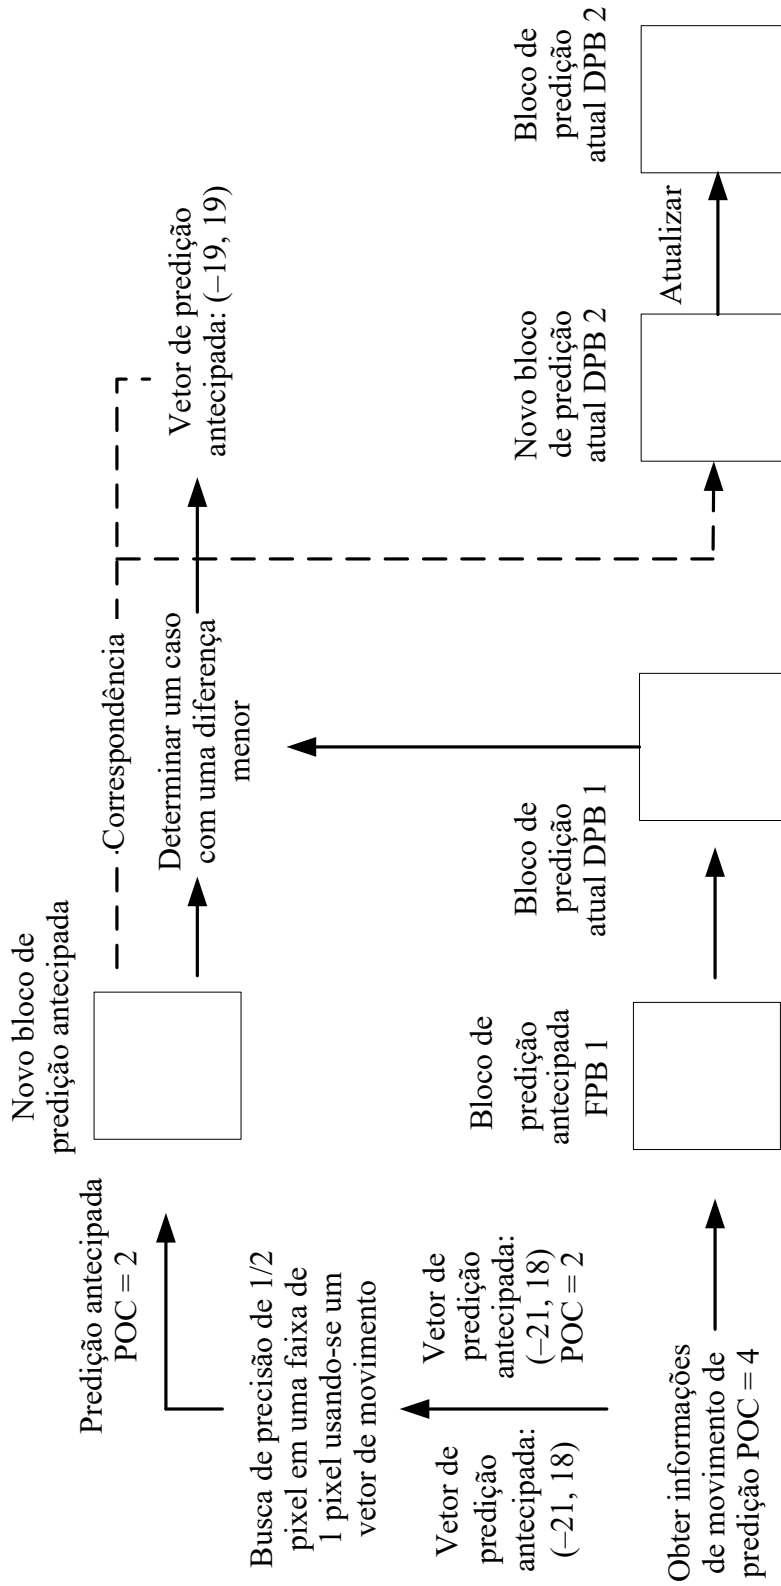 Novo bloco de
predição antecipada
Predição antecipada
POC = 2
Correspondência
Determinar um caso
com uma diferença
menor
Vetor de predição
antecipada: (–19, 19)
Busca de precisão de 1/2
pixel em uma faixa de
1 pixel usando-se um
vetor de movimento
Vetor de
predição
antecipada:
(–21, 18)
Vetor de
predição
antecipada:
(–21, 18)
POC = 2
Obter informações
de movimento de
predição POC = 4
Bloco de
predição
antecipada
FPB 1
Bloco de
predição
atual DPB 1
Novo bloco
de predição
atual DPB 2
Atualizar
Bloco de
predição
atual DPB 2